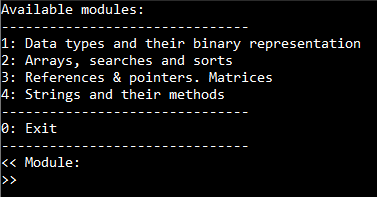 Available modules:
-------------------------------
1: Data types and their binary representation
2: Arrays, searches and sorts
3: References & pointers. Matrices
4: Strings and their methods
-------------------------------
0: Exit
-------------------------------
<< Module:
>>